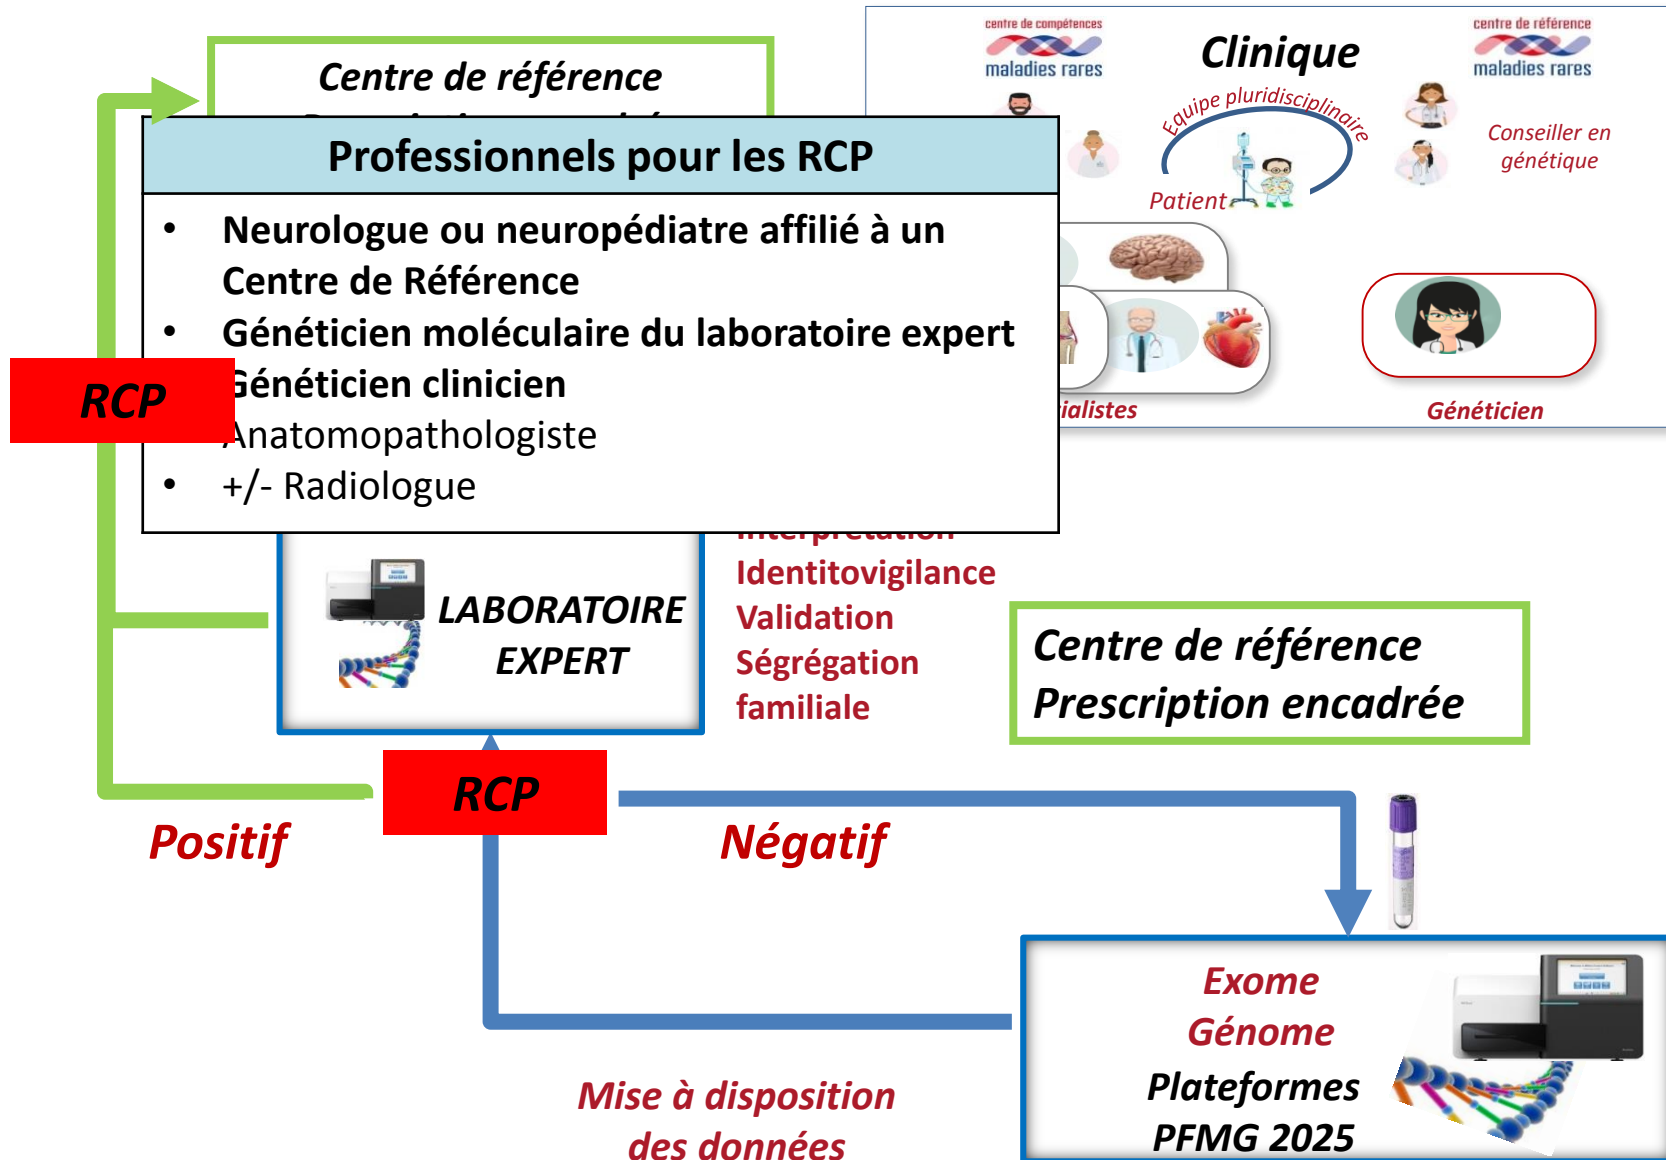 Centre de référence
centre de compétences
maladies rares
Clinique
centre de référence
maladies rares
Equipe pluridisciplinaire
Conseiller en
génétique
Patient
Généticien
Professionnels pour les RCP
• Neurologue ou neuropédiatre affilié à un
Centre de Référence
• Généticien moléculaire du laboratoire expert
Généticien clinicien
Anatomopathologiste
• +/- Radiologue
RCP
Interprétation
Identitovigilance
Validation
Ségrégation
familiale
LABORATOIRE
EXPERT
Centre de référence
Prescription encadrée
RCP
Positif
Négatif
Exome
Génome
Plateformes
PFMG 2025
Mise à disposition
des données